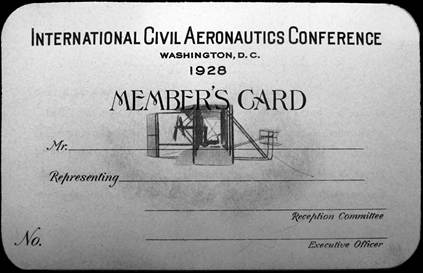 INTERNATIONAL CIVIL AERONAUTICS CONFERENCE
WASHINGTON, D.C.
1928
MEMBER'S CARD
Mr.
Representing
Reception Committee
No.
Executive Officer